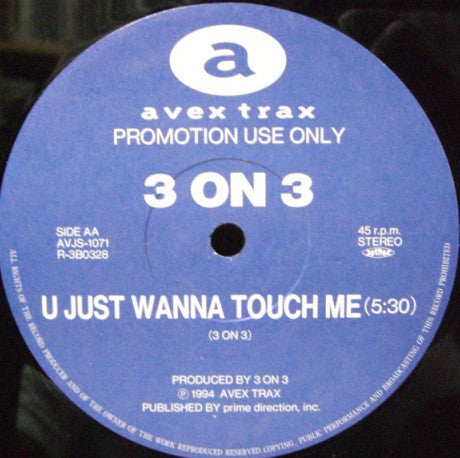 a
avex trax
PROMOTION USE ONLY
3 ON 3
SIDE AA
AVJS-1071
R-3B0328
45 r.p.m.
STEREO
U JUST WANNA TOUCH ME (5:30)
(3 ON 3)
PRODUCED BY 3 ON 3
Ⓟ1994 AVEX TRAX
PUBLISHED BY prime direction, inc.
ALL RIGHTS OF THE RECORD PRODUCER AND OF THE OWNER OF THE WORK REPRODUCED RESERVED COPYING. PUBLIC PERFORMANCE AND BROADCASTING OF THIS RECORD PROHIBITED